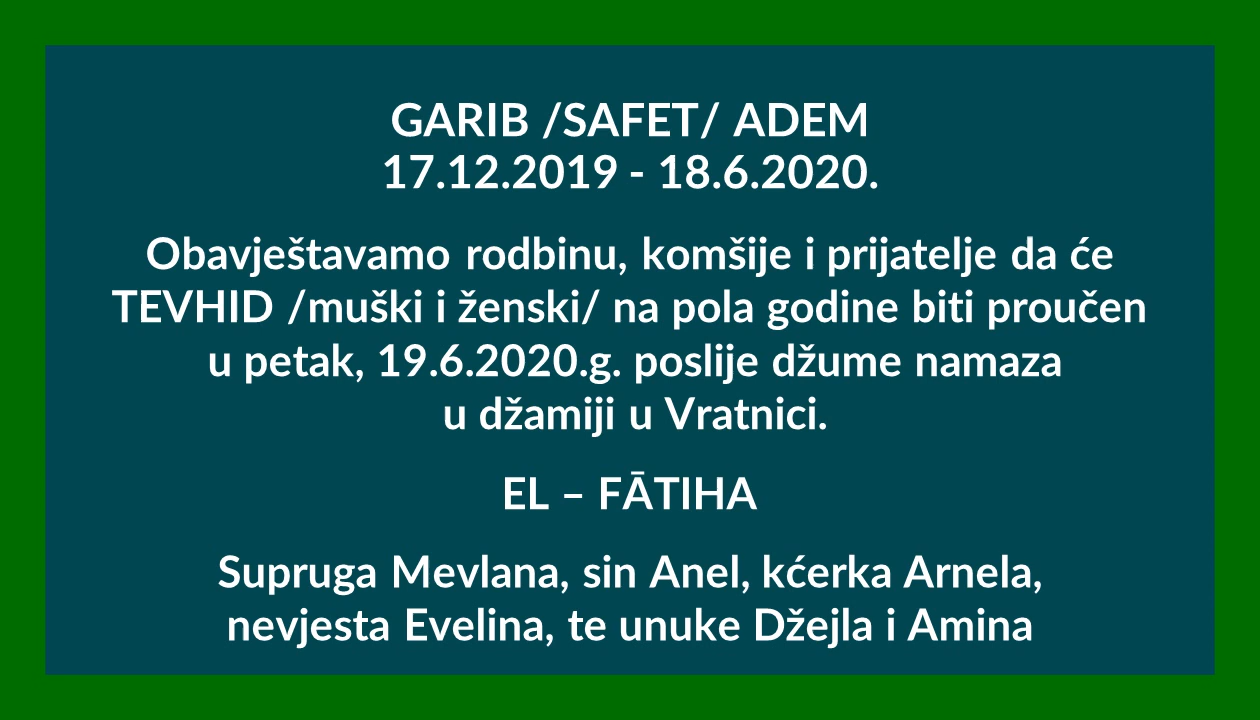 GARIB /SAFET/ ADEM
17.12.2019 - 18.6.2020.
Obavještavamo rodbinu, komšije i prijatelje da će
TEVHID /muški i ženski/ na pola godine biti proučen
u petak, 19.6.2020.g. poslije džume namaza
u džamiji u Vratnici.
EL – FĀTIHA
Supruga Mevlana, sin Anel, kćerka Arnela,
nevjesta Evelina, te unuke Džejla i Amina